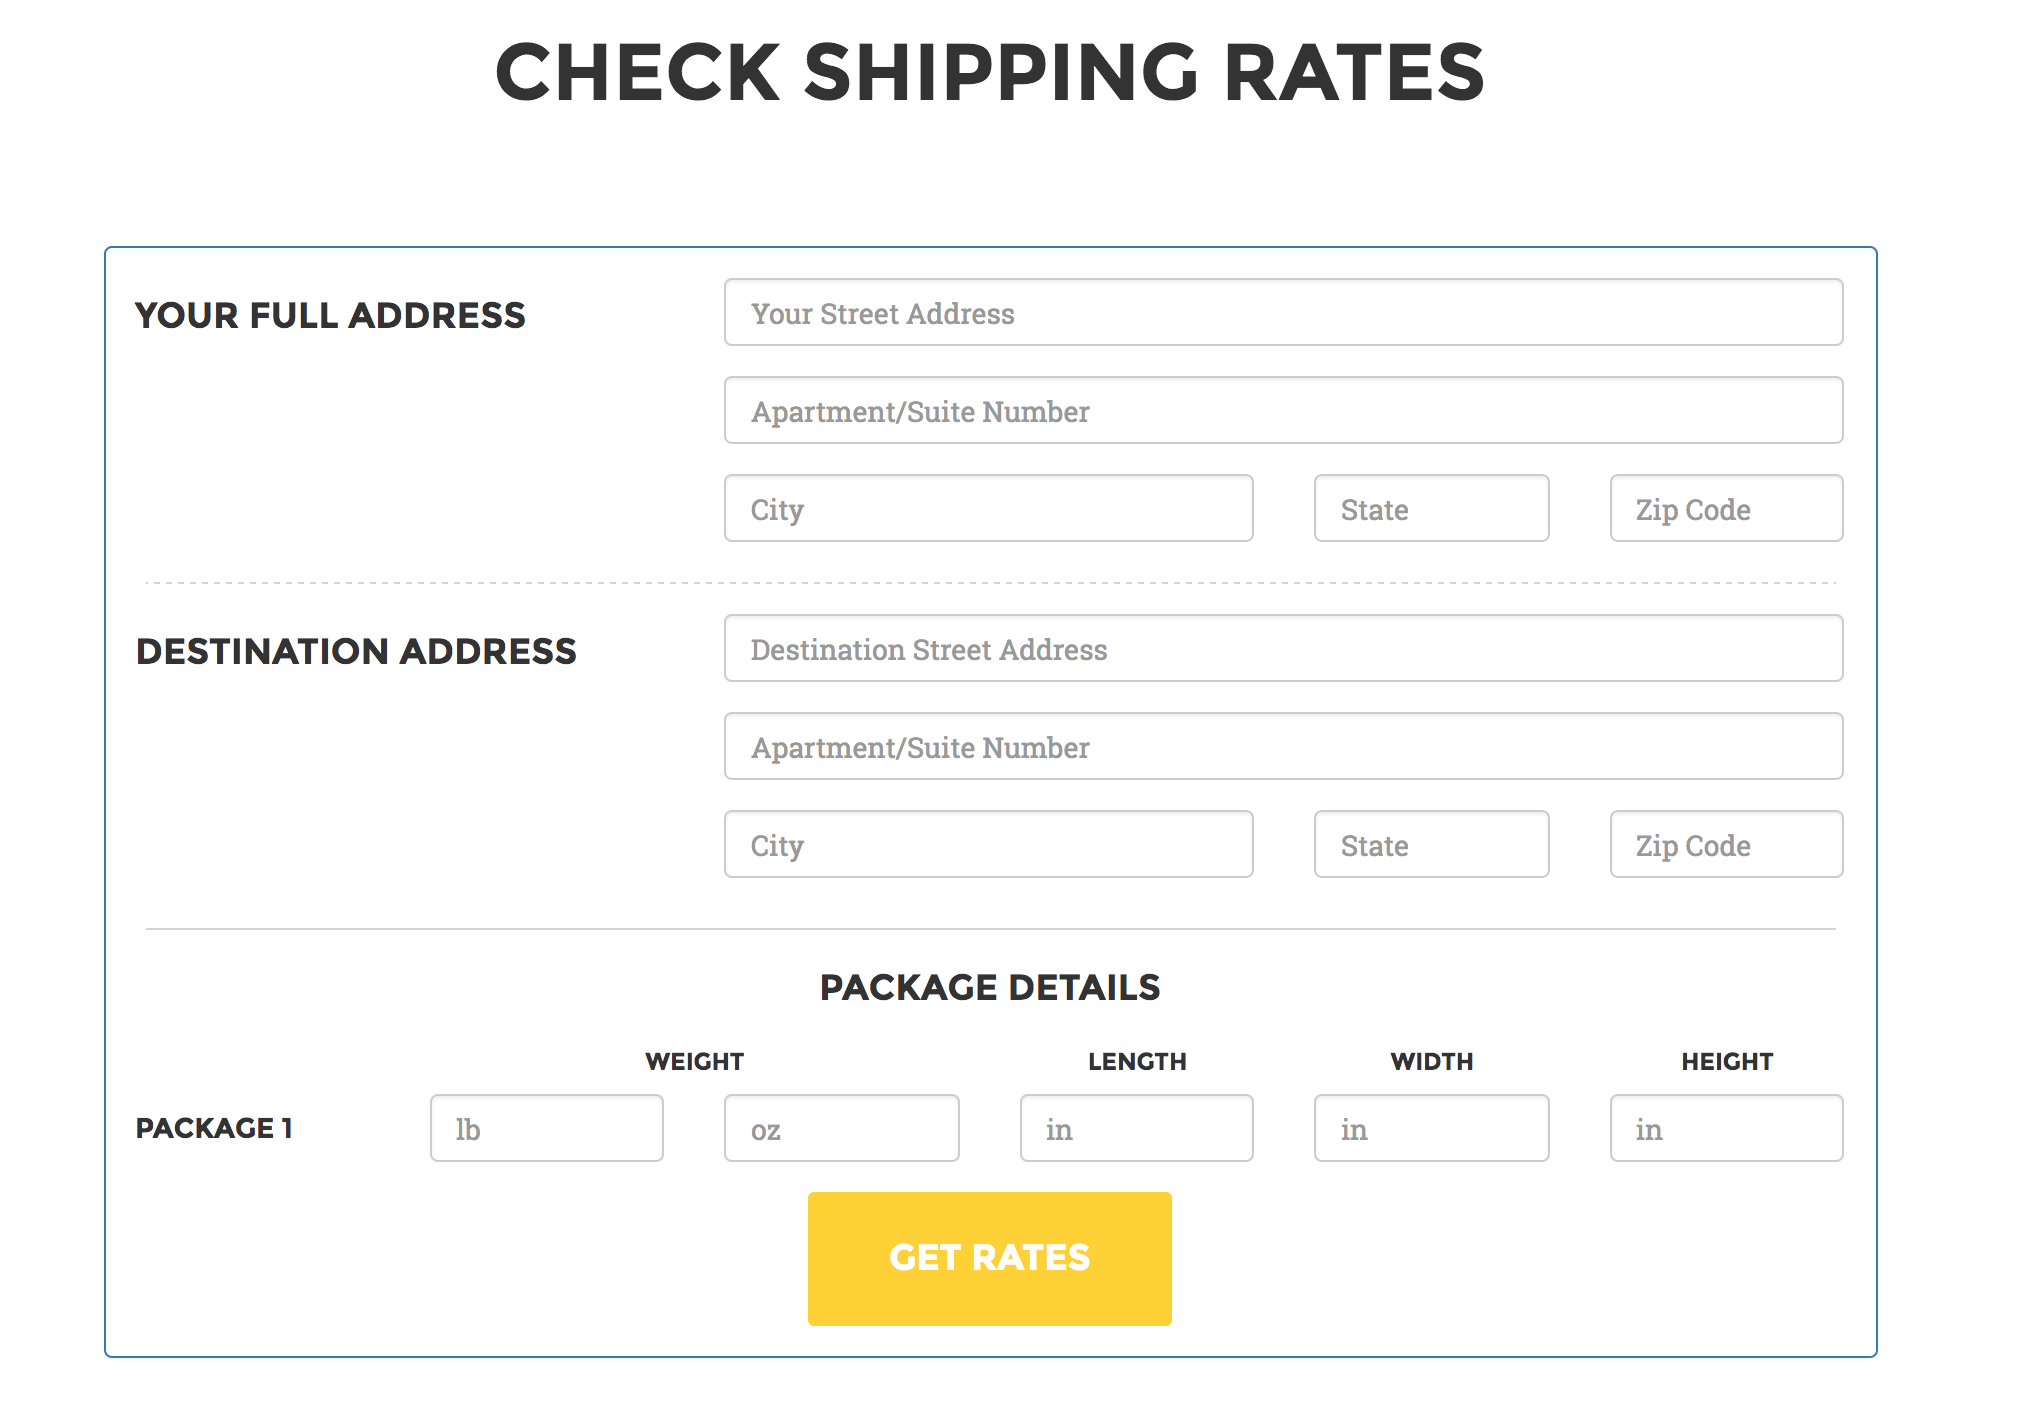 CHECK SHIPPING RATES
YOUR FULL ADDRESS
Your Street Address
Apartment/Suite Number
City State Zip Code
DESTINATION ADDRESS
Destination Street Address
Apartment/Suite Number
City State Zip Code
PACKAGE DETAILS
WEIGHT LENGTH WIDTH HEIGHT
PACKAGE 1 lb oz in in in
GET RATES